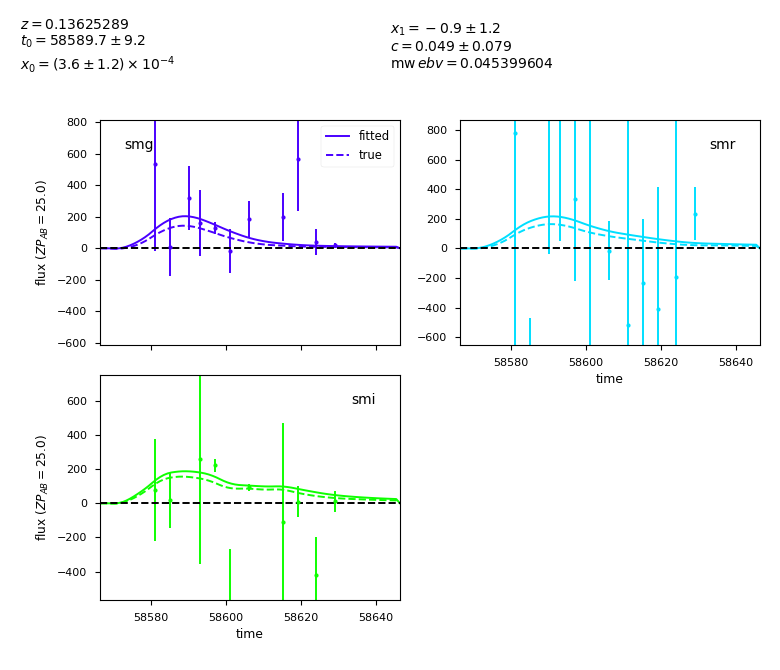 z = 0.13625289
t₀ = 58589.7 ± 9.2
x₀ = (3.6 ± 1.2) × 10⁻⁴
x₁ = −0.9 ± 1.2
c = 0.049 ± 0.079
mw ebv = 0.045399604
smg
fitted
true
800
600
400
200
0
−200
−400
−600
flux (ZP_AB = 25.0)
smr
800
600
400
200
0
−200
−400
−600
58580 58600 58620 58640
time
smi
600
400
200
0
−200
−400
flux (ZP_AB = 25.0)
58580 58600 58620 58640
time